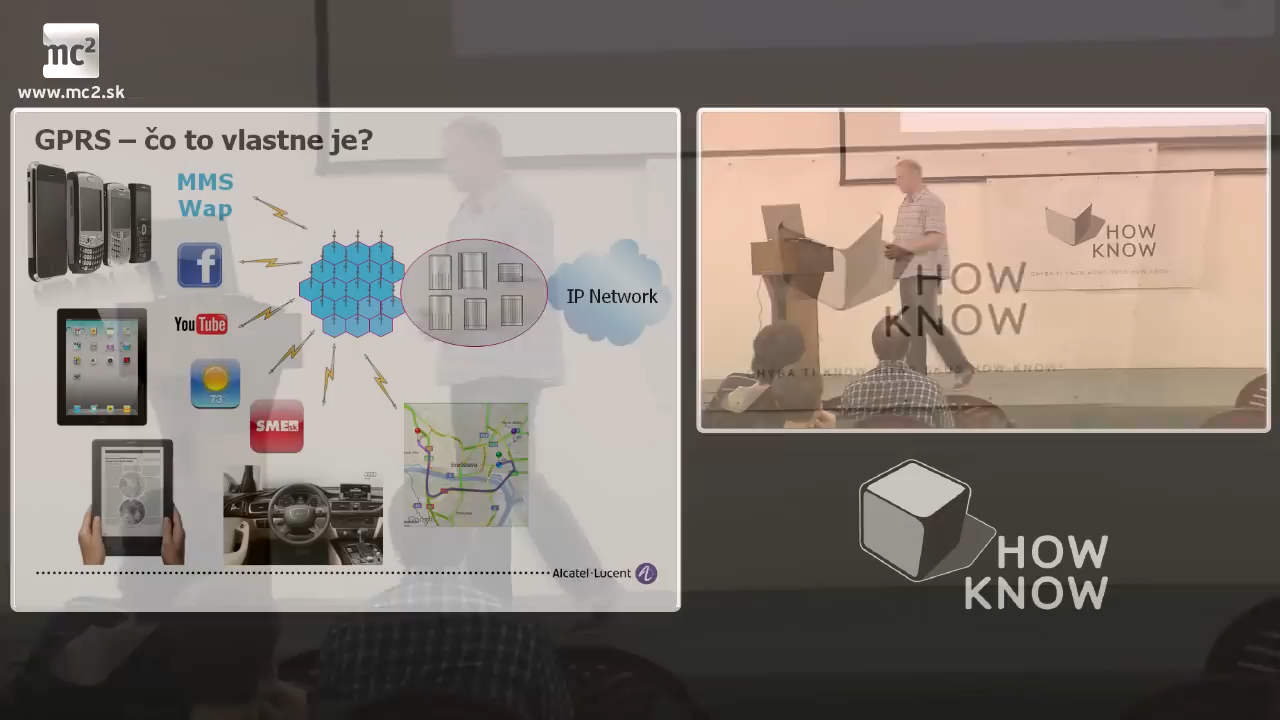 mc²
www.mc2.sk
GPRS – čo to vlastne je?
MMS
Wap
f
YouTube
73°
SME.sk
IP Network
Alcatel·Lucent
HOW
KNOW
HOW
KNOW
HOW
KNOW